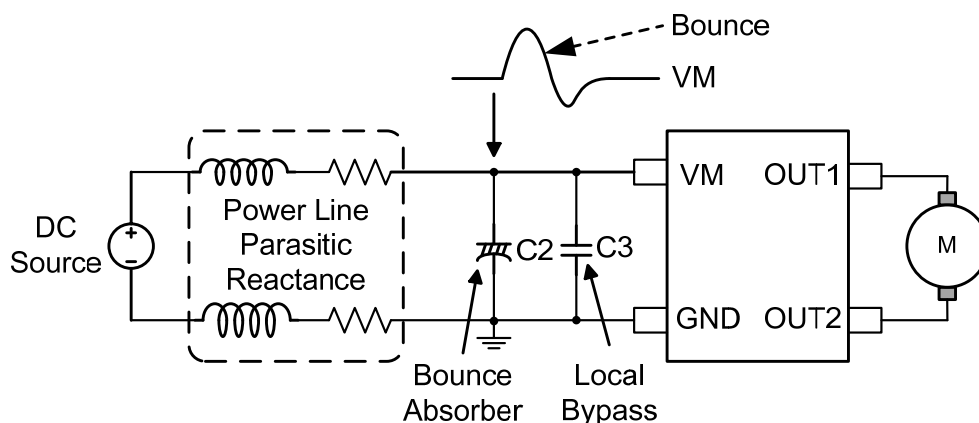 Bounce
VM
DC
Source
+
−
Power Line
Parasitic
Reactance
C2
C3
VM
OUT1
GND
OUT2
M
Bounce
Absorber
Local
Bypass